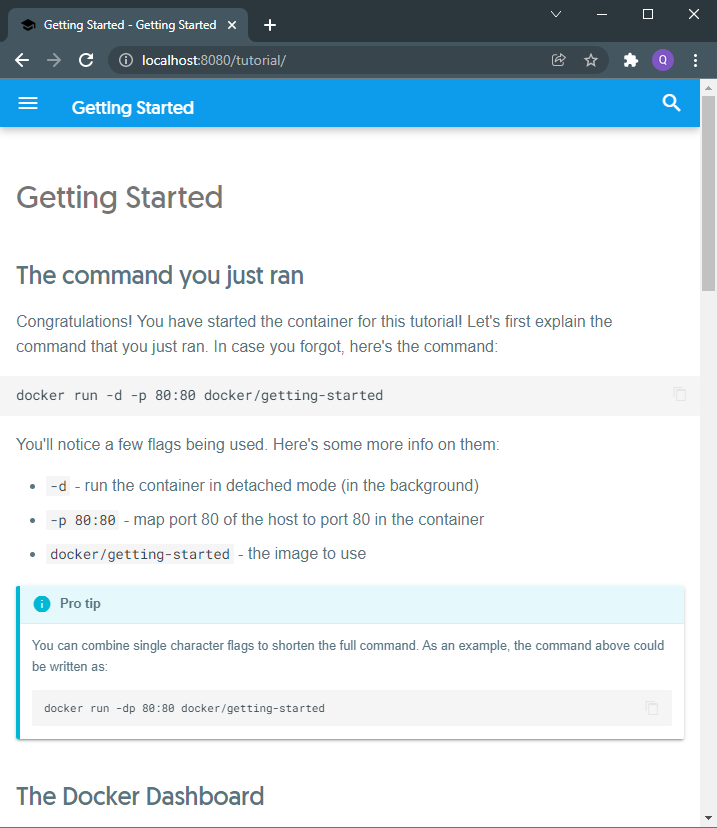 Getting Started - Getting Started
localhost:8080/tutorial/
Q
Getting Started
Getting Started
The command you just ran
Congratulations! You have started the container for this tutorial! Let's first explain the
command that you just ran. In case you forgot, here's the command:
docker run -d -p 80:80 docker/getting-started
You'll notice a few flags being used. Here's some more info on them:
-d - run the container in detached mode (in the background)
-p 80:80 - map port 80 of the host to port 80 in the container
docker/getting-started - the image to use
Pro tip
You can combine single character flags to shorten the full command. As an example, the command above could
be written as:
docker run -dp 80:80 docker/getting-started
The Docker Dashboard